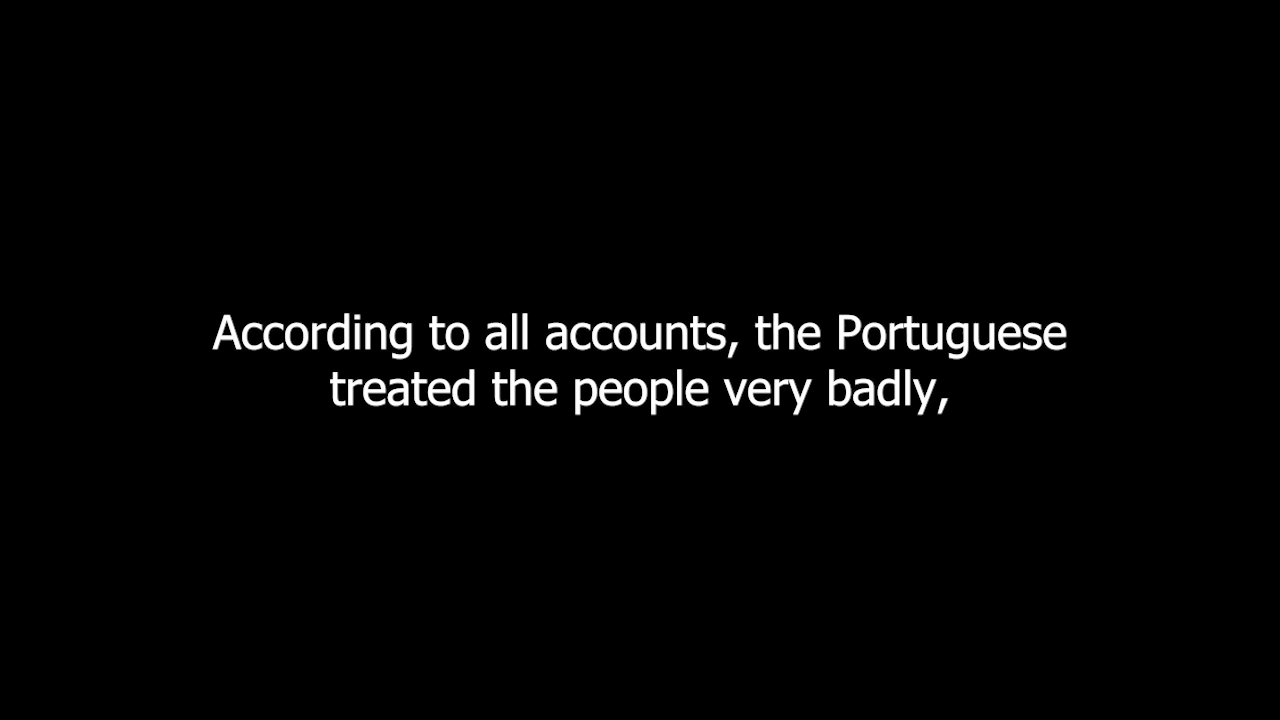 According to all accounts, the Portuguese
treated the people very badly,